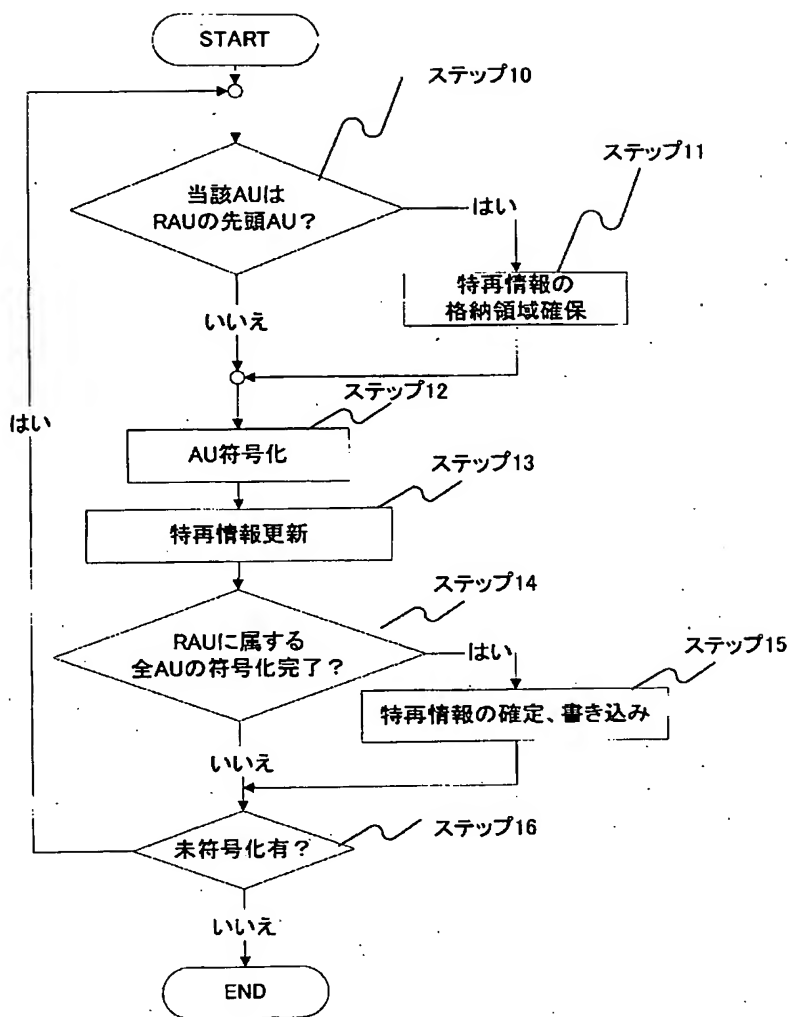 START
ステップ10
ステップ11
当該AUは
RAUの先頭AU？
はい
特再情報の
格納領域確保
いいえ
ステップ12
はい
AU符号化
ステップ13
特再情報更新
ステップ14
RAUに属する
全AUの符号化完了？
はい
ステップ15
特再情報の確定、書き込み
いいえ
ステップ16
未符号化有？
いいえ
END